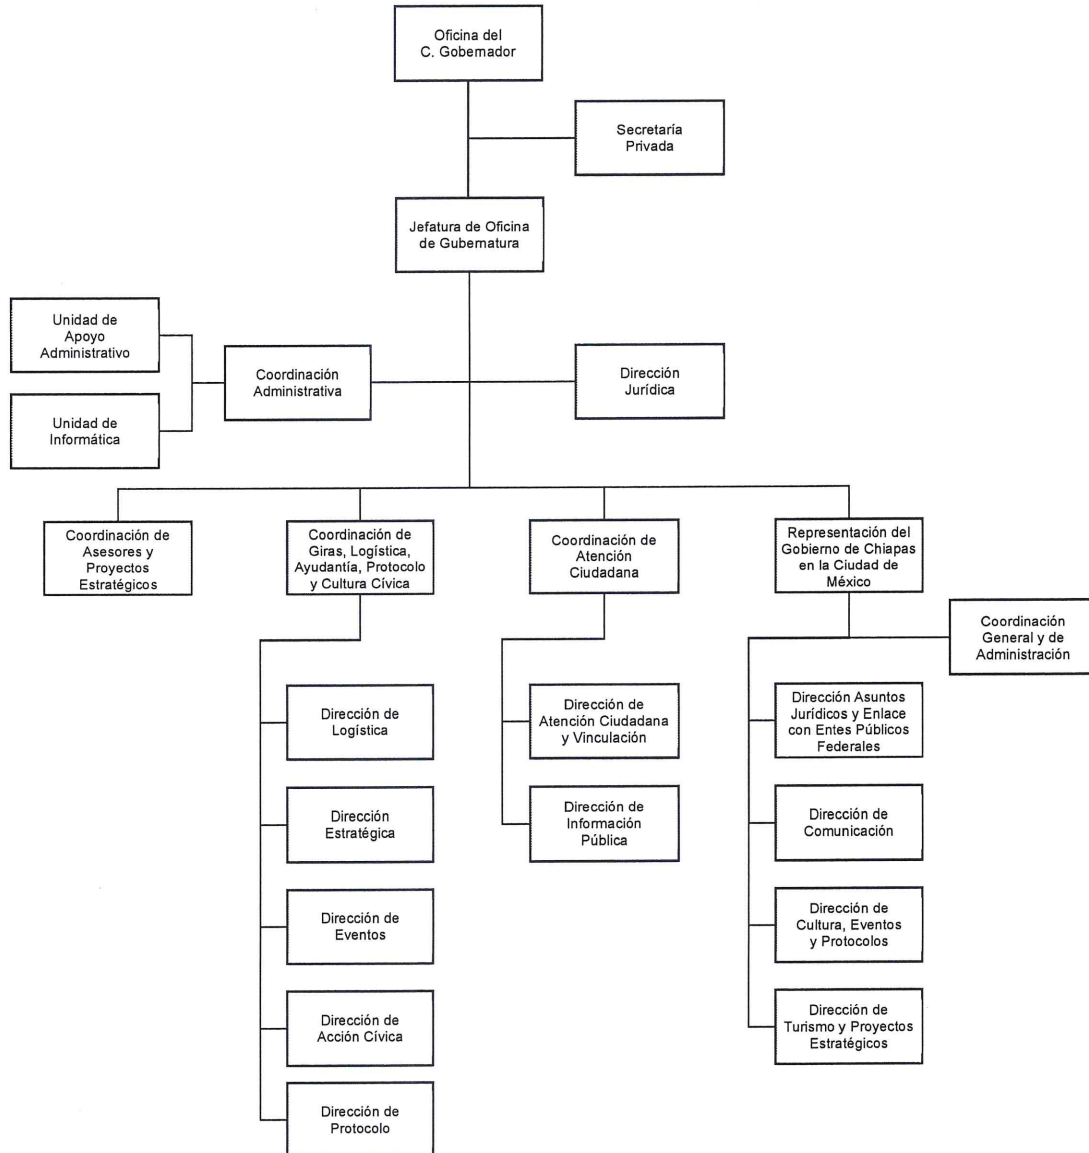 Oficina del
C. Gobernador
Secretaría
Privada
Jefatura de Oficina
de Gubernatura
Unidad de
Apoyo
Administrativo
Coordinación
Administrativa
Dirección
Jurídica
Unidad de
Informática
Coordinación de
Asesores y
Proyectos
Estratégicos
Coordinación de
Giras, Logística,
Ayudantía, Protocolo
y Cultura Cívica
Coordinación de
Atención
Ciudadana
Representación del
Gobierno de Chiapas
en la Ciudad de
México
Coordinación
General y de
Administración
Dirección de
Logística
Dirección
Estratégica
Dirección de
Eventos
Dirección de
Acción Cívica
Dirección de
Protocolo
Dirección de
Atención Ciudadana
y Vinculación
Dirección de
Información
Pública
Dirección Asuntos
Jurídicos y Enlace
con Entes Públicos
Federales
Dirección de
Comunicación
Dirección de
Cultura, Eventos
y Protocolos
Dirección de
Turismo y Proyectos
Estratégicos